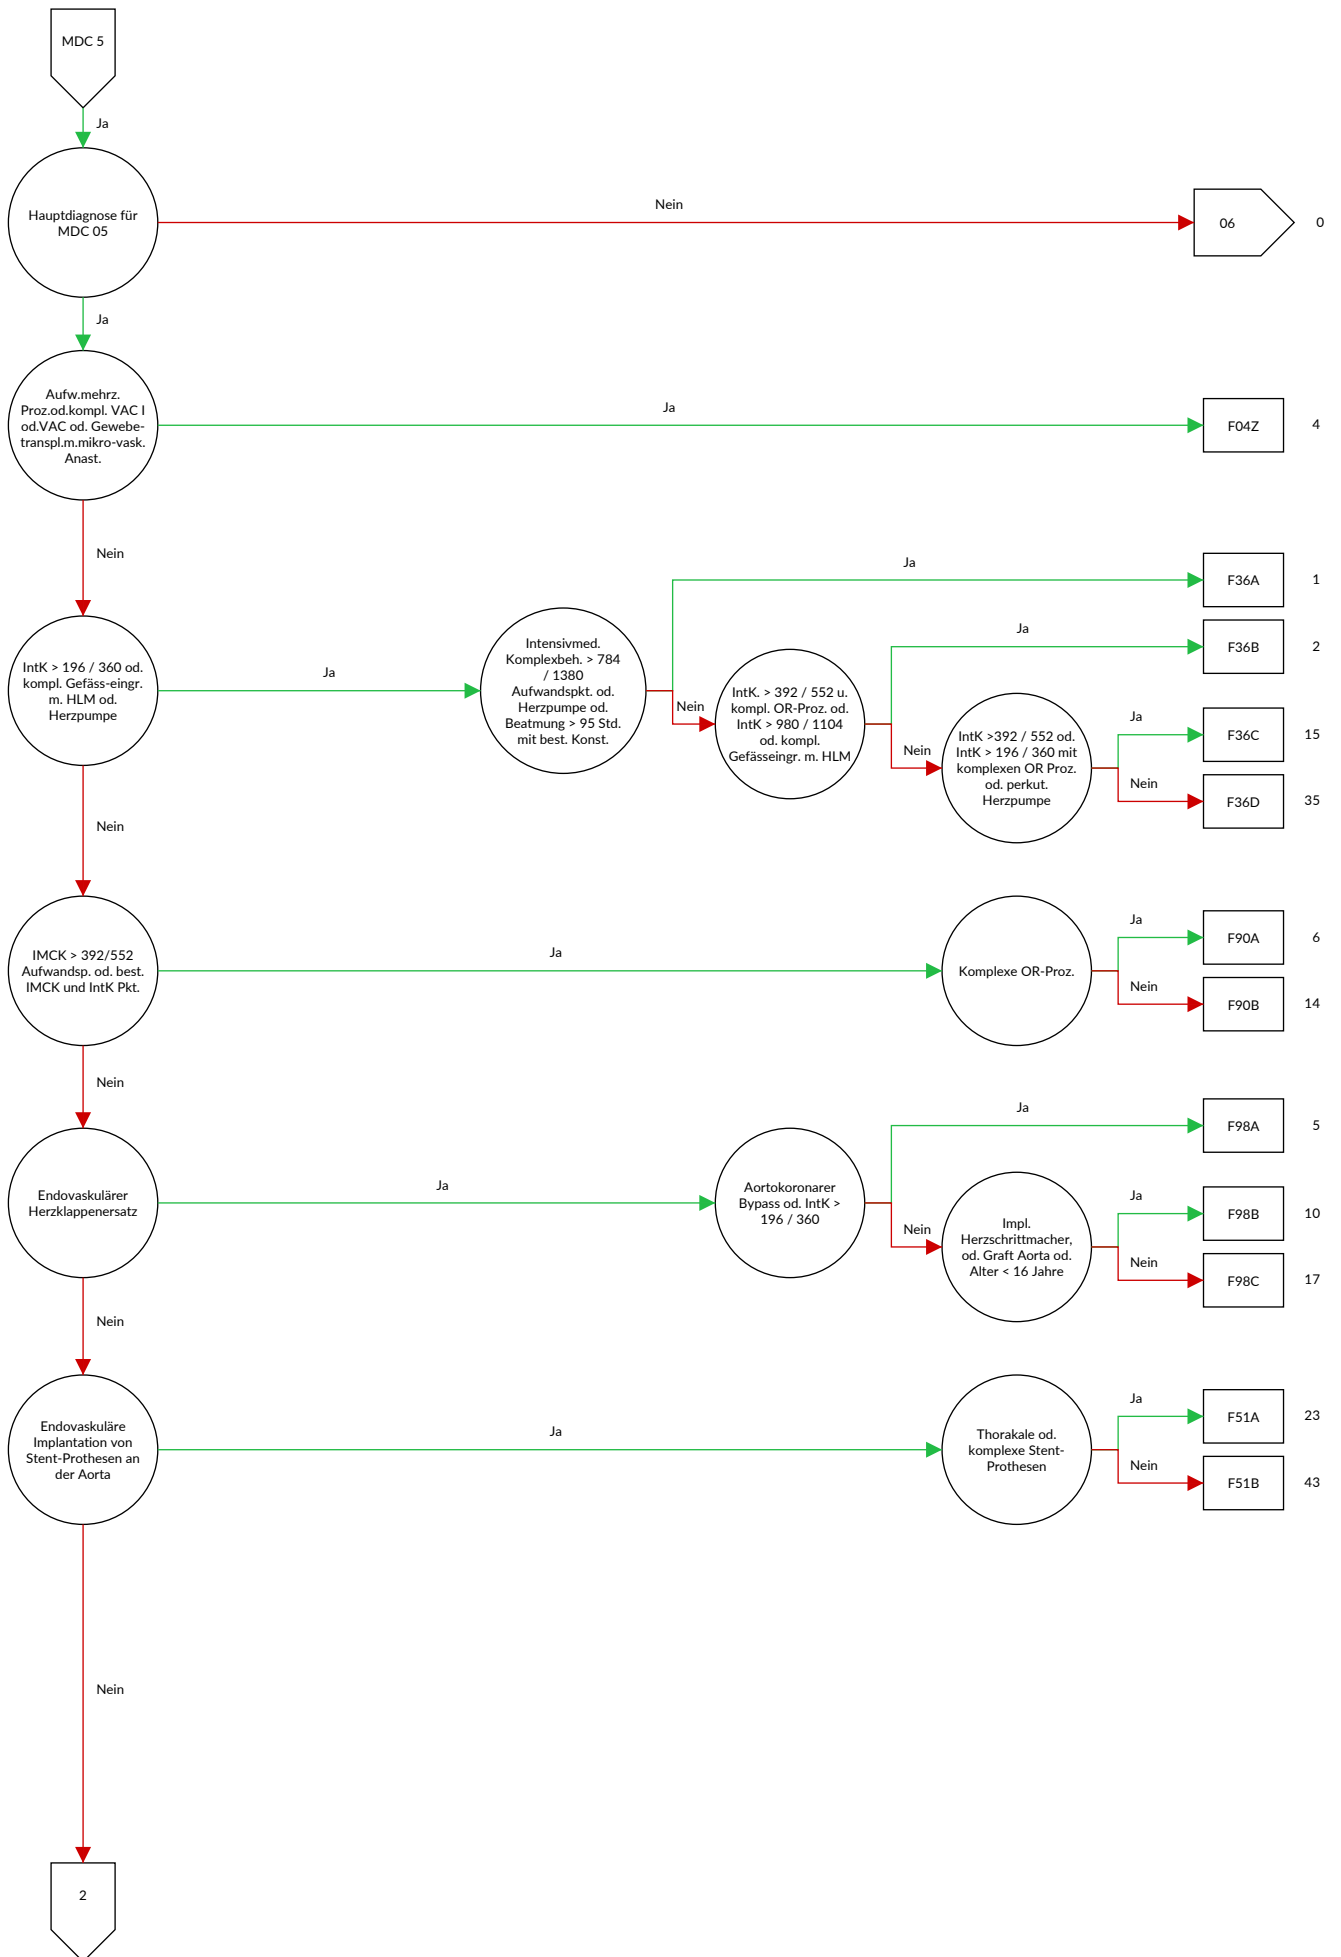 MDC 5
Ja
Hauptdiagnose für
MDC 05
Nein
06
0
Ja
Aufw.mehrz.
Proz.od.kompl. VAC I
od.VAC od. Gewebe-
transpl.m.mikro-vask.
Anast.
Ja
F04Z
4
Nein
IntK > 196 / 360 od.
kompl. Gefäss-eingr.
m. HLM od.
Herzpumpe
Ja
Intensivmed.
Komplexbeh. > 784
/ 1380
Aufwandspkt. od.
Herzpumpe od.
Beatmung > 95 Std.
mit best. Konst.
Ja
F36A
1
Nein
IntK. > 392 / 552 u.
kompl. OR-Proz. od.
IntK > 980 / 1104
od. kompl.
Gefässeingr. m. HLM
Ja
F36B
2
Nein
IntK >392 / 552 od.
IntK > 196 / 360 mit
komplexen OR Proz.
od. perkut.
Herzpumpe
Ja
F36C
15
Nein
F36D
35
Nein
IMCK > 392/552
Aufwandsp. od. best.
IMCK und IntK Pkt.
Ja
Komplexe OR-Proz.
Ja
F90A
6
Nein
F90B
14
Nein
Endovaskulärer
Herzklappenersatz
Ja
Aortokoronarer
Bypass od. IntK >
196 / 360
Ja
F98A
5
Nein
Impl.
Herzschrittmacher,
od. Graft Aorta od.
Alter < 16 Jahre
Ja
F98B
10
Nein
F98C
17
Nein
Endovaskuläre
Implantation von
Stent-Prothesen an
der Aorta
Ja
Thorakale od.
komplexe Stent-
Prothesen
Ja
F51A
23
Nein
F51B
43
Nein
2